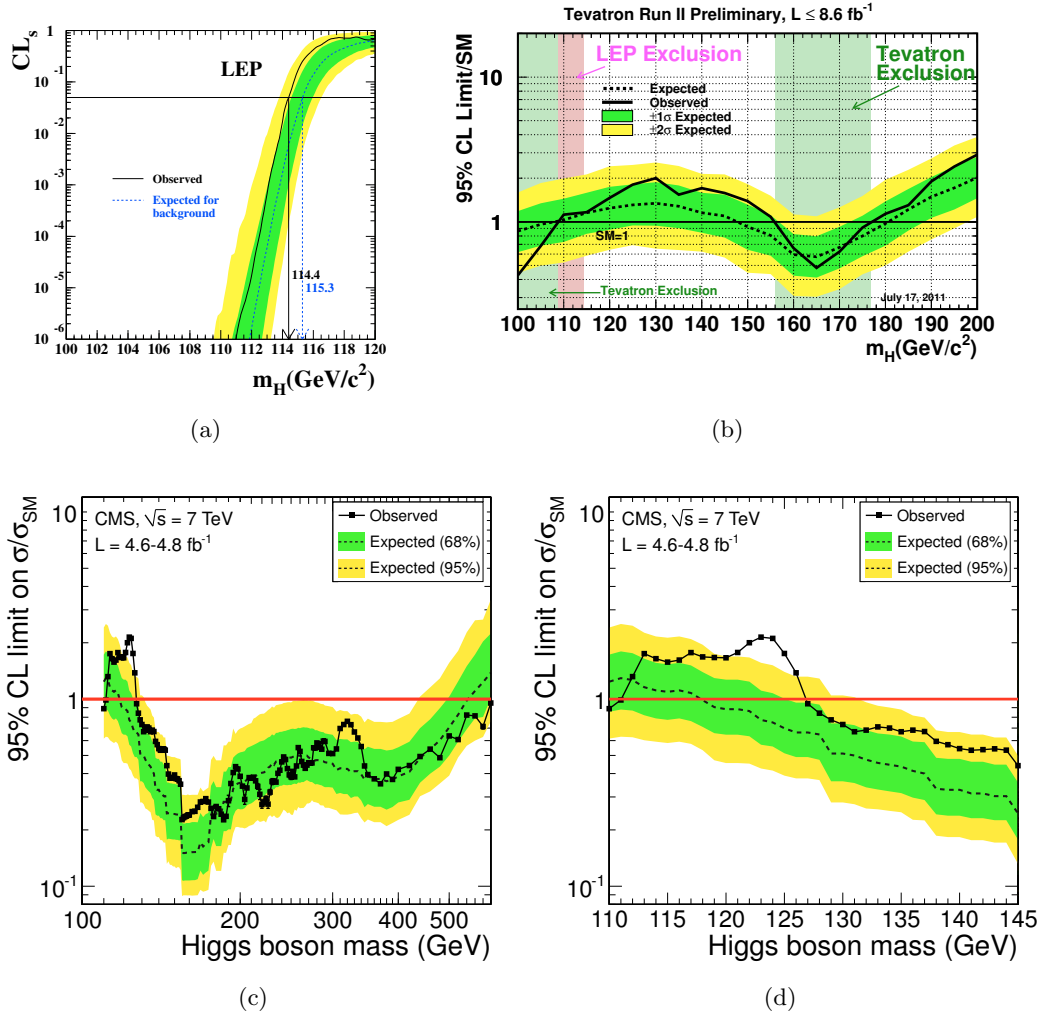 CLs
1
10^-1
10^-2
10^-3
10^-4
10^-5
10^-6
LEP
Observed
Expected for
background
114.4
115.3
100 102 104 106 108 110 112 114 116 118 120
mH(GeV/c²)
(a)
Tevatron Run II Preliminary, L ≤ 8.6 fb⁻¹
95% CL Limit/SM
10
1
LEP Exclusion
Tevatron
Exclusion
Expected
Observed
±1σ Expected
±2σ Expected
SM=1
Tevatron Exclusion
July 17, 2011
100 110 120 130 140 150 160 170 180 190 200
mH(GeV/c²)
(b)
95% CL limit on σ/σSM
10
1
10⁻¹
CMS, √s = 7 TeV
L = 4.6-4.8 fb⁻¹
Observed
Expected (68%)
Expected (95%)
100 200 300 400 500
Higgs boson mass (GeV)
(c)
95% CL limit on σ/σSM
10
1
10⁻¹
CMS, √s = 7 TeV
L = 4.6-4.8 fb⁻¹
Observed
Expected (68%)
Expected (95%)
110 115 120 125 130 135 140 145
Higgs boson mass (GeV)
(d)